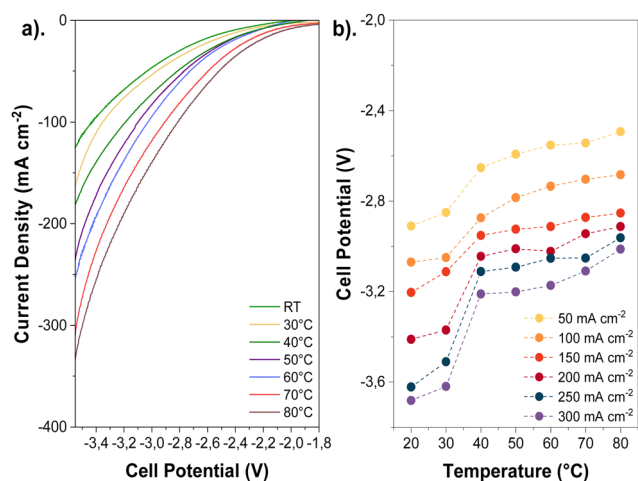 a).
0
-100
-200
-300
-400
Current Density (mA cm⁻²)
RT
30°C
40°C
50°C
60°C
70°C
80°C
-3,4 -3,2 -3,0 -2,8 -2,6 -2,4 -2,2 -2,0 -1,8
Cell Potential (V)
b).
-2,0
-2,4
-2,8
-3,2
-3,6
Cell Potential (V)
50 mA cm⁻²
100 mA cm⁻²
150 mA cm⁻²
200 mA cm⁻²
250 mA cm⁻²
300 mA cm⁻²
20 30 40 50 60 70 80
Temperature (°C)